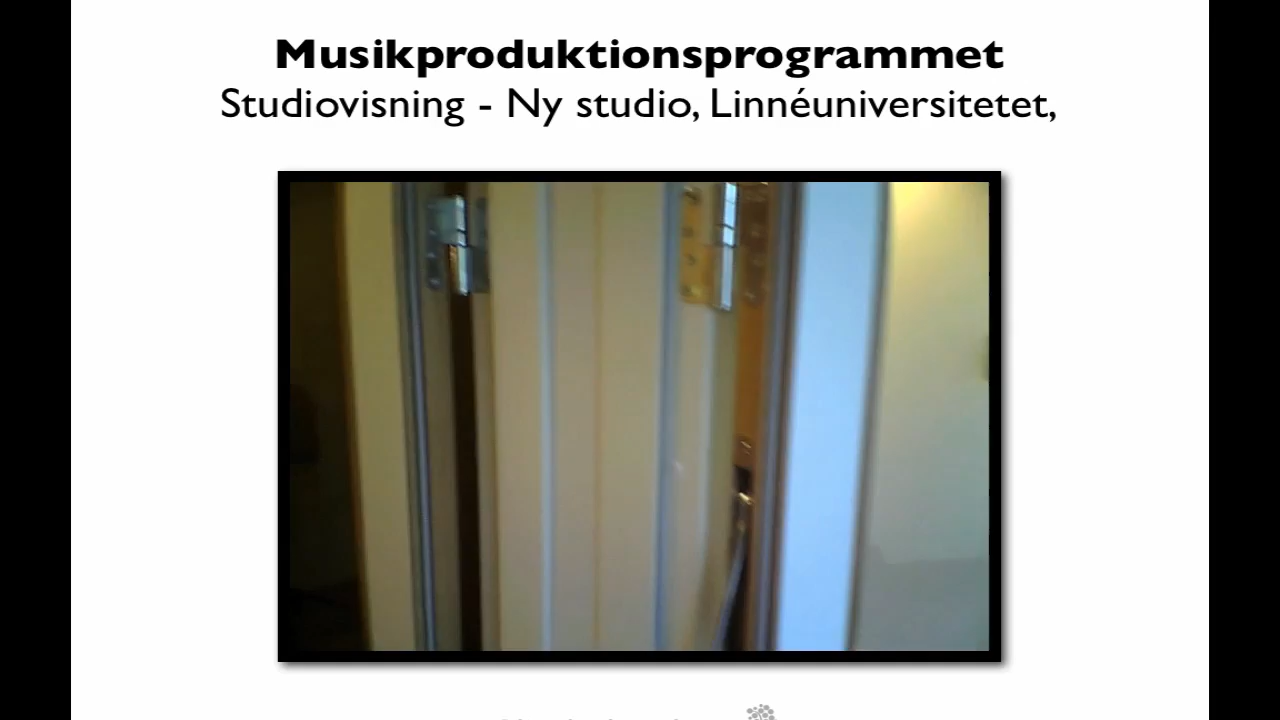 Musikproduktionsprogrammet
Studiovisning - Ny studio, Linnéuniversitetet,